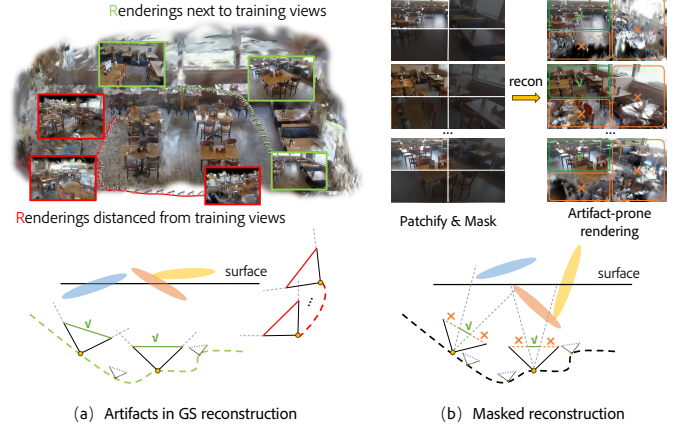 Renderings next to training views
Renderings distanced from training views
recon
...
...
Patchify & Mask
Artifact-prone
rendering
surface
...
√
√
surface
√
√
(a) Artifacts in GS reconstruction
(b) Masked reconstruction